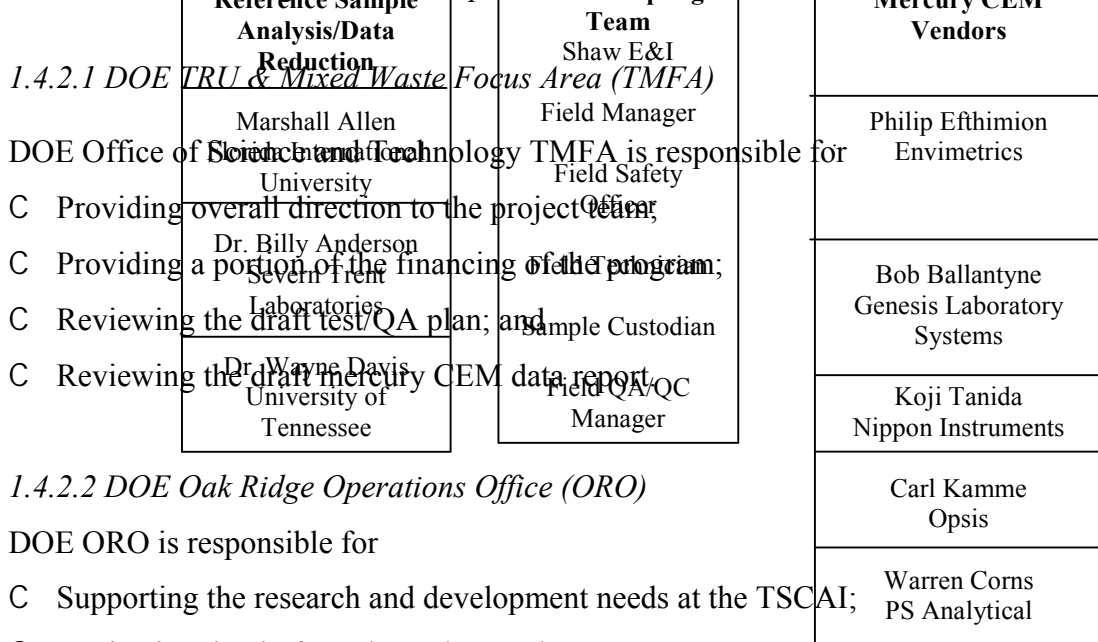 Reference Sample
Analysis/Data
Reduction
Marshall Allen
Florida International
University
Dr. Billy Anderson
Severn Trent
Laboratories
Dr. Wayne Davis
University of
Tennessee
Team
Shaw E&I
Field Manager
Field Safety
Officer
Field Technician
Sample Custodian
Field QA/QC
Manager
Mercury CEM
Vendors
Philip Efthimion
Envimetrics
Bob Ballantyne
Genesis Laboratory
Systems
Koji Tanida
Nippon Instruments
Carl Kamme
Opsis
Warren Corns
PS Analytical
1.4.2.1 DOE TRU & Mixed Waste Focus Area (TMFA)
DOE Office of Science and Technology TMFA is responsible for
C Providing overall direction to the project team;
C Providing a portion of the financing of the program;
C Reviewing the draft test/QA plan; and
C Reviewing the draft mercury CEM data report.
1.4.2.2 DOE Oak Ridge Operations Office (ORO)
DOE ORO is responsible for
C Supporting the research and development needs at the TSCAI;